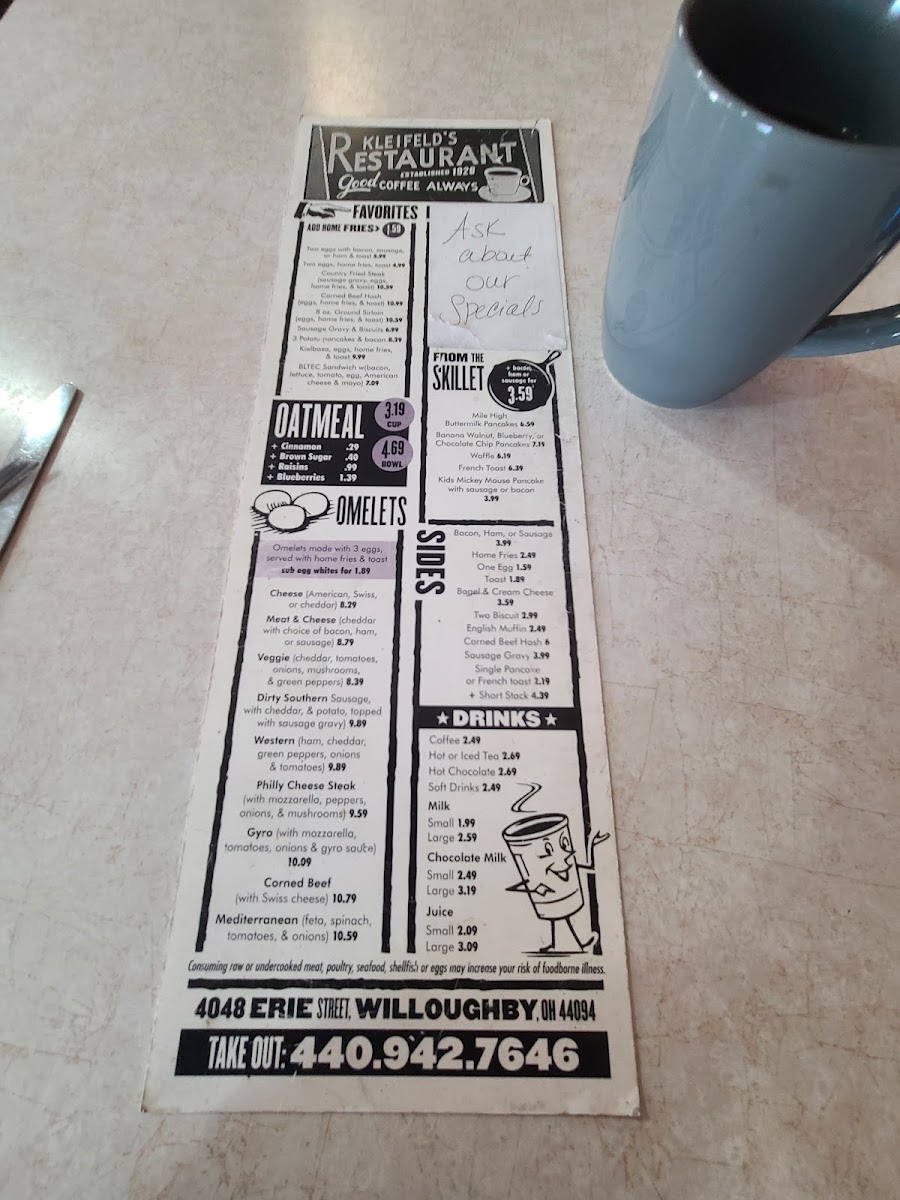 KLEIFELD'S
RESTAURANT
ESTABLISHED 1920
Good COFFEE ALWAYS
FAVORITES
ADD HOME FRIES> 1.50
Two eggs with bacon, sausage,
or ham & toast 5.99
Two eggs, home fries, toast 4.99
Country Fried Steak
(sausage gravy, eggs,
home fries, & toast) 10.59
Corned Beef Hash
(eggs, home fries, & toast) 10.99
8 oz. Ground Sirloin
(eggs, home fries, & toast) 10.59
Sausage Gravy & Biscuits 6.99
3 Potato pancakes & bacon 8.39
Kielbasa, eggs, home fries,
& toast 9.99
BLTEC Sandwich w(bacon,
lettuce, tomato, egg, American
cheese & mayo) 7.09
OATMEAL
3.19
CUP
4.69
BOWL
+ Cinnamon .29
+ Brown Sugar .40
+ Raisins .99
+ Blueberries 1.39
OMELETS
Omelets made with 3 eggs,
served with home fries & toast
sub egg whites for 1.89
Cheese (American, Swiss,
or cheddar) 8.29
Meat & Cheese (cheddar
with choice of bacon, ham,
or sausage) 8.79
Veggie (cheddar, tomatoes,
onions, mushrooms,
& green peppers) 8.39
Dirty Southern Sausage,
with cheddar, & potato, topped
with sausage gravy) 9.89
Western (ham, cheddar,
green peppers, onions
& tomatoes) 9.89
Philly Cheese Steak
(with mozzarella, peppers,
onions, & mushrooms) 9.59
Gyro (with mozzarella,
tomatoes, onions & gyro sauce)
10.09
Corned Beef
(with Swiss cheese) 10.79
Mediterranean (feta, spinach,
tomatoes, & onions) 10.59
Ask
about
our
Specials
FROM THE
SKILLET
+ bacon,
ham or
sausage for
3.59
Mile High
Buttermilk Pancakes 6.59
Banana Walnut, Blueberry, or
Chocolate Chip Pancakes 7.19
Waffle 6.19
French Toast 6.39
Kids Mickey Mouse Pancake
with sausage or bacon
3.99
SIDES
Bacon, Ham, or Sausage
3.99
Home Fries 2.49
One Egg 1.59
Toast 1.89
Bagel & Cream Cheese
3.59
Two Biscuit 2.99
English Muffin 2.49
Corned Beef Hash 6
Sausage Gravy 3.99
Single Pancake
or French toast 2.19
+ Short Stack 4.39
★ DRINKS ★
Coffee 2.49
Hot or Iced Tea 2.69
Hot Chocolate 2.69
Soft Drinks 2.49
Milk
Small 1.99
Large 2.59
Chocolate Milk
Small 2.49
Large 3.19
Juice
Small 2.09
Large 3.09
Consuming raw or undercooked meat, poultry, seafood, shellfish or eggs may increase your risk of foodborne illness.
4048 ERIE STREET, WILLOUGHBY, OH 44094
TAKE OUT: 440.942.7646